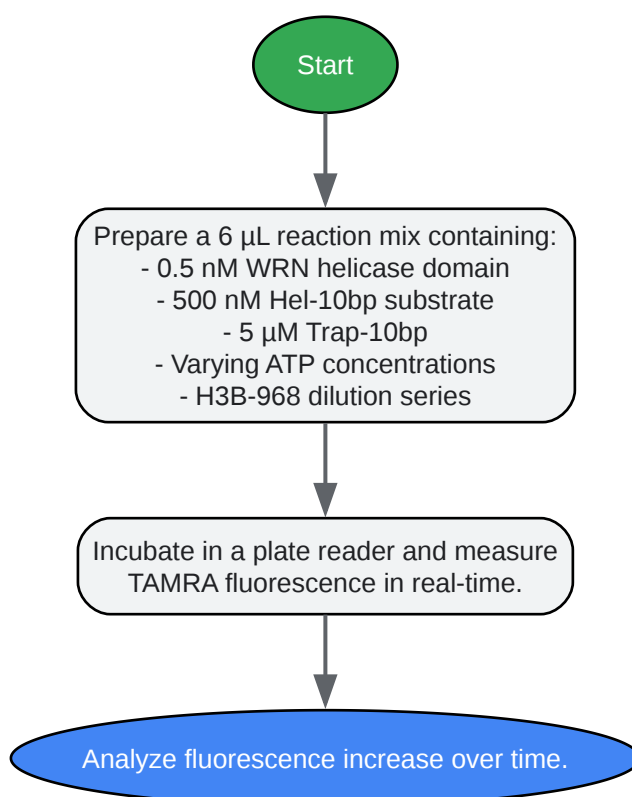 Start
Prepare a 6 µL reaction mix containing:
- 0.5 nM WRN helicase domain
- 500 nM Hel-10bp substrate
- 5 µM Trap-10bp
- Varying ATP concentrations
- H3B-968 dilution series
Incubate in a plate reader and measure
TAMRA fluorescence in real-time.
Analyze fluorescence increase over time.